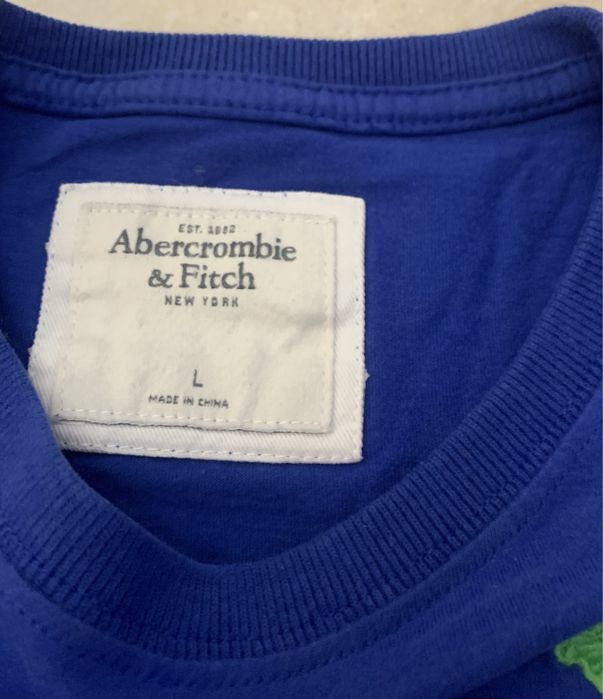 EST. 1892
Abercrombie
& Fitch
NEW YORK
L
MADE IN CHINA